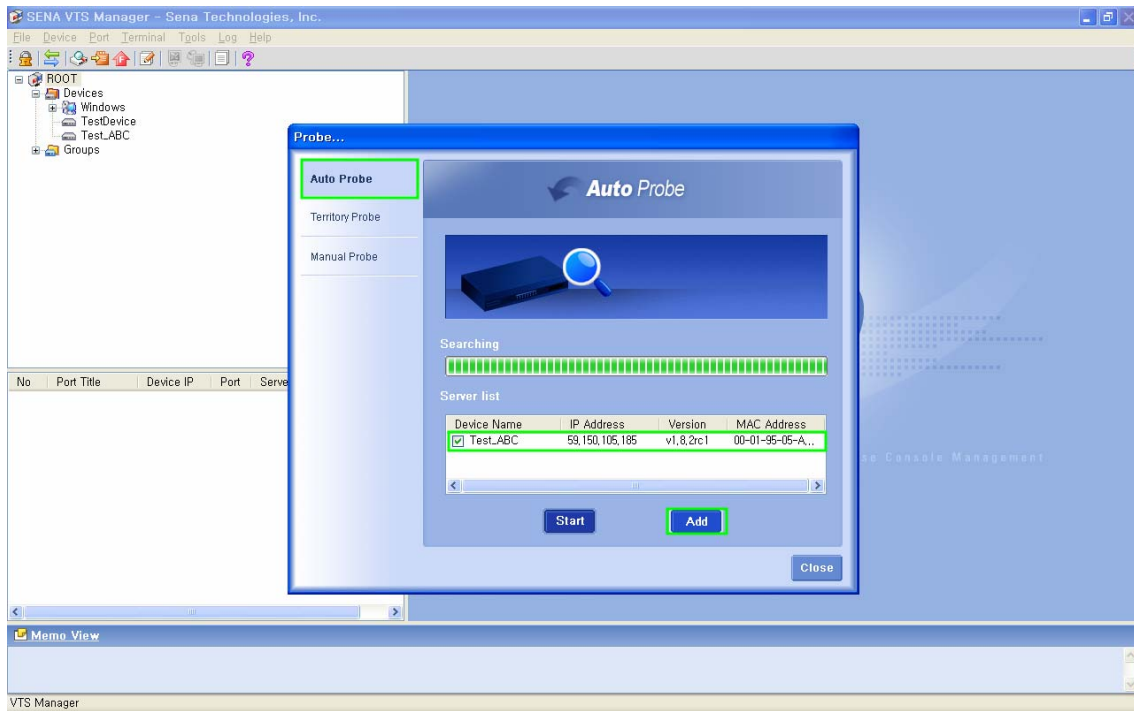 SENA VTS Manager - Sena Technologies, Inc.
File Device Port Terminal Tools Log Help
ROOT
Devices
Windows
TestDevice
Test_ABC
Groups
Probe...
Auto Probe
Territory Probe
Manual Probe
Auto Probe
Searching
Server list
Device Name IP Address Version MAC Address
Test_ABC 59,150,105,185 v1,8,2rc1 00-01-95-05-A...
Start Add
Close
No Port Title Device IP Port Serve
se Console Management
Memo View
VTS Manager